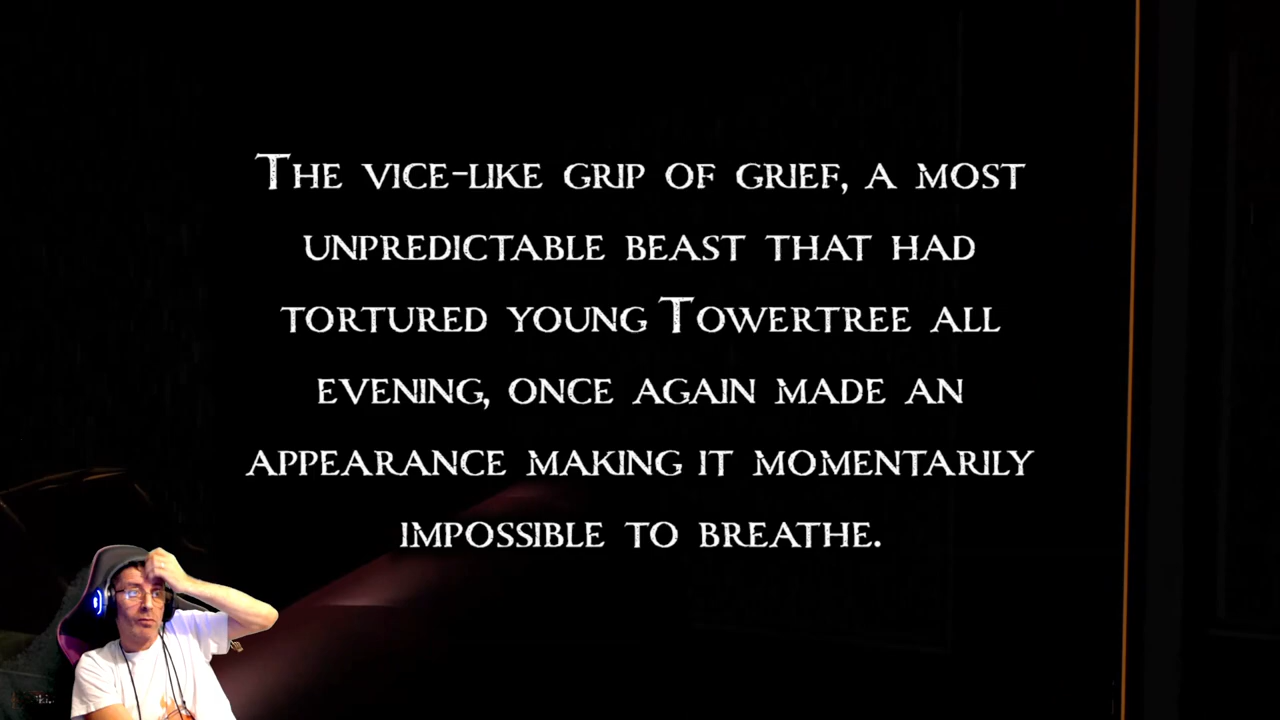 The vice-like grip of grief, a most
unpredictable beast that had
tortured young Towertree all
evening, once again made an
appearance making it momentarily
impossible to breathe.